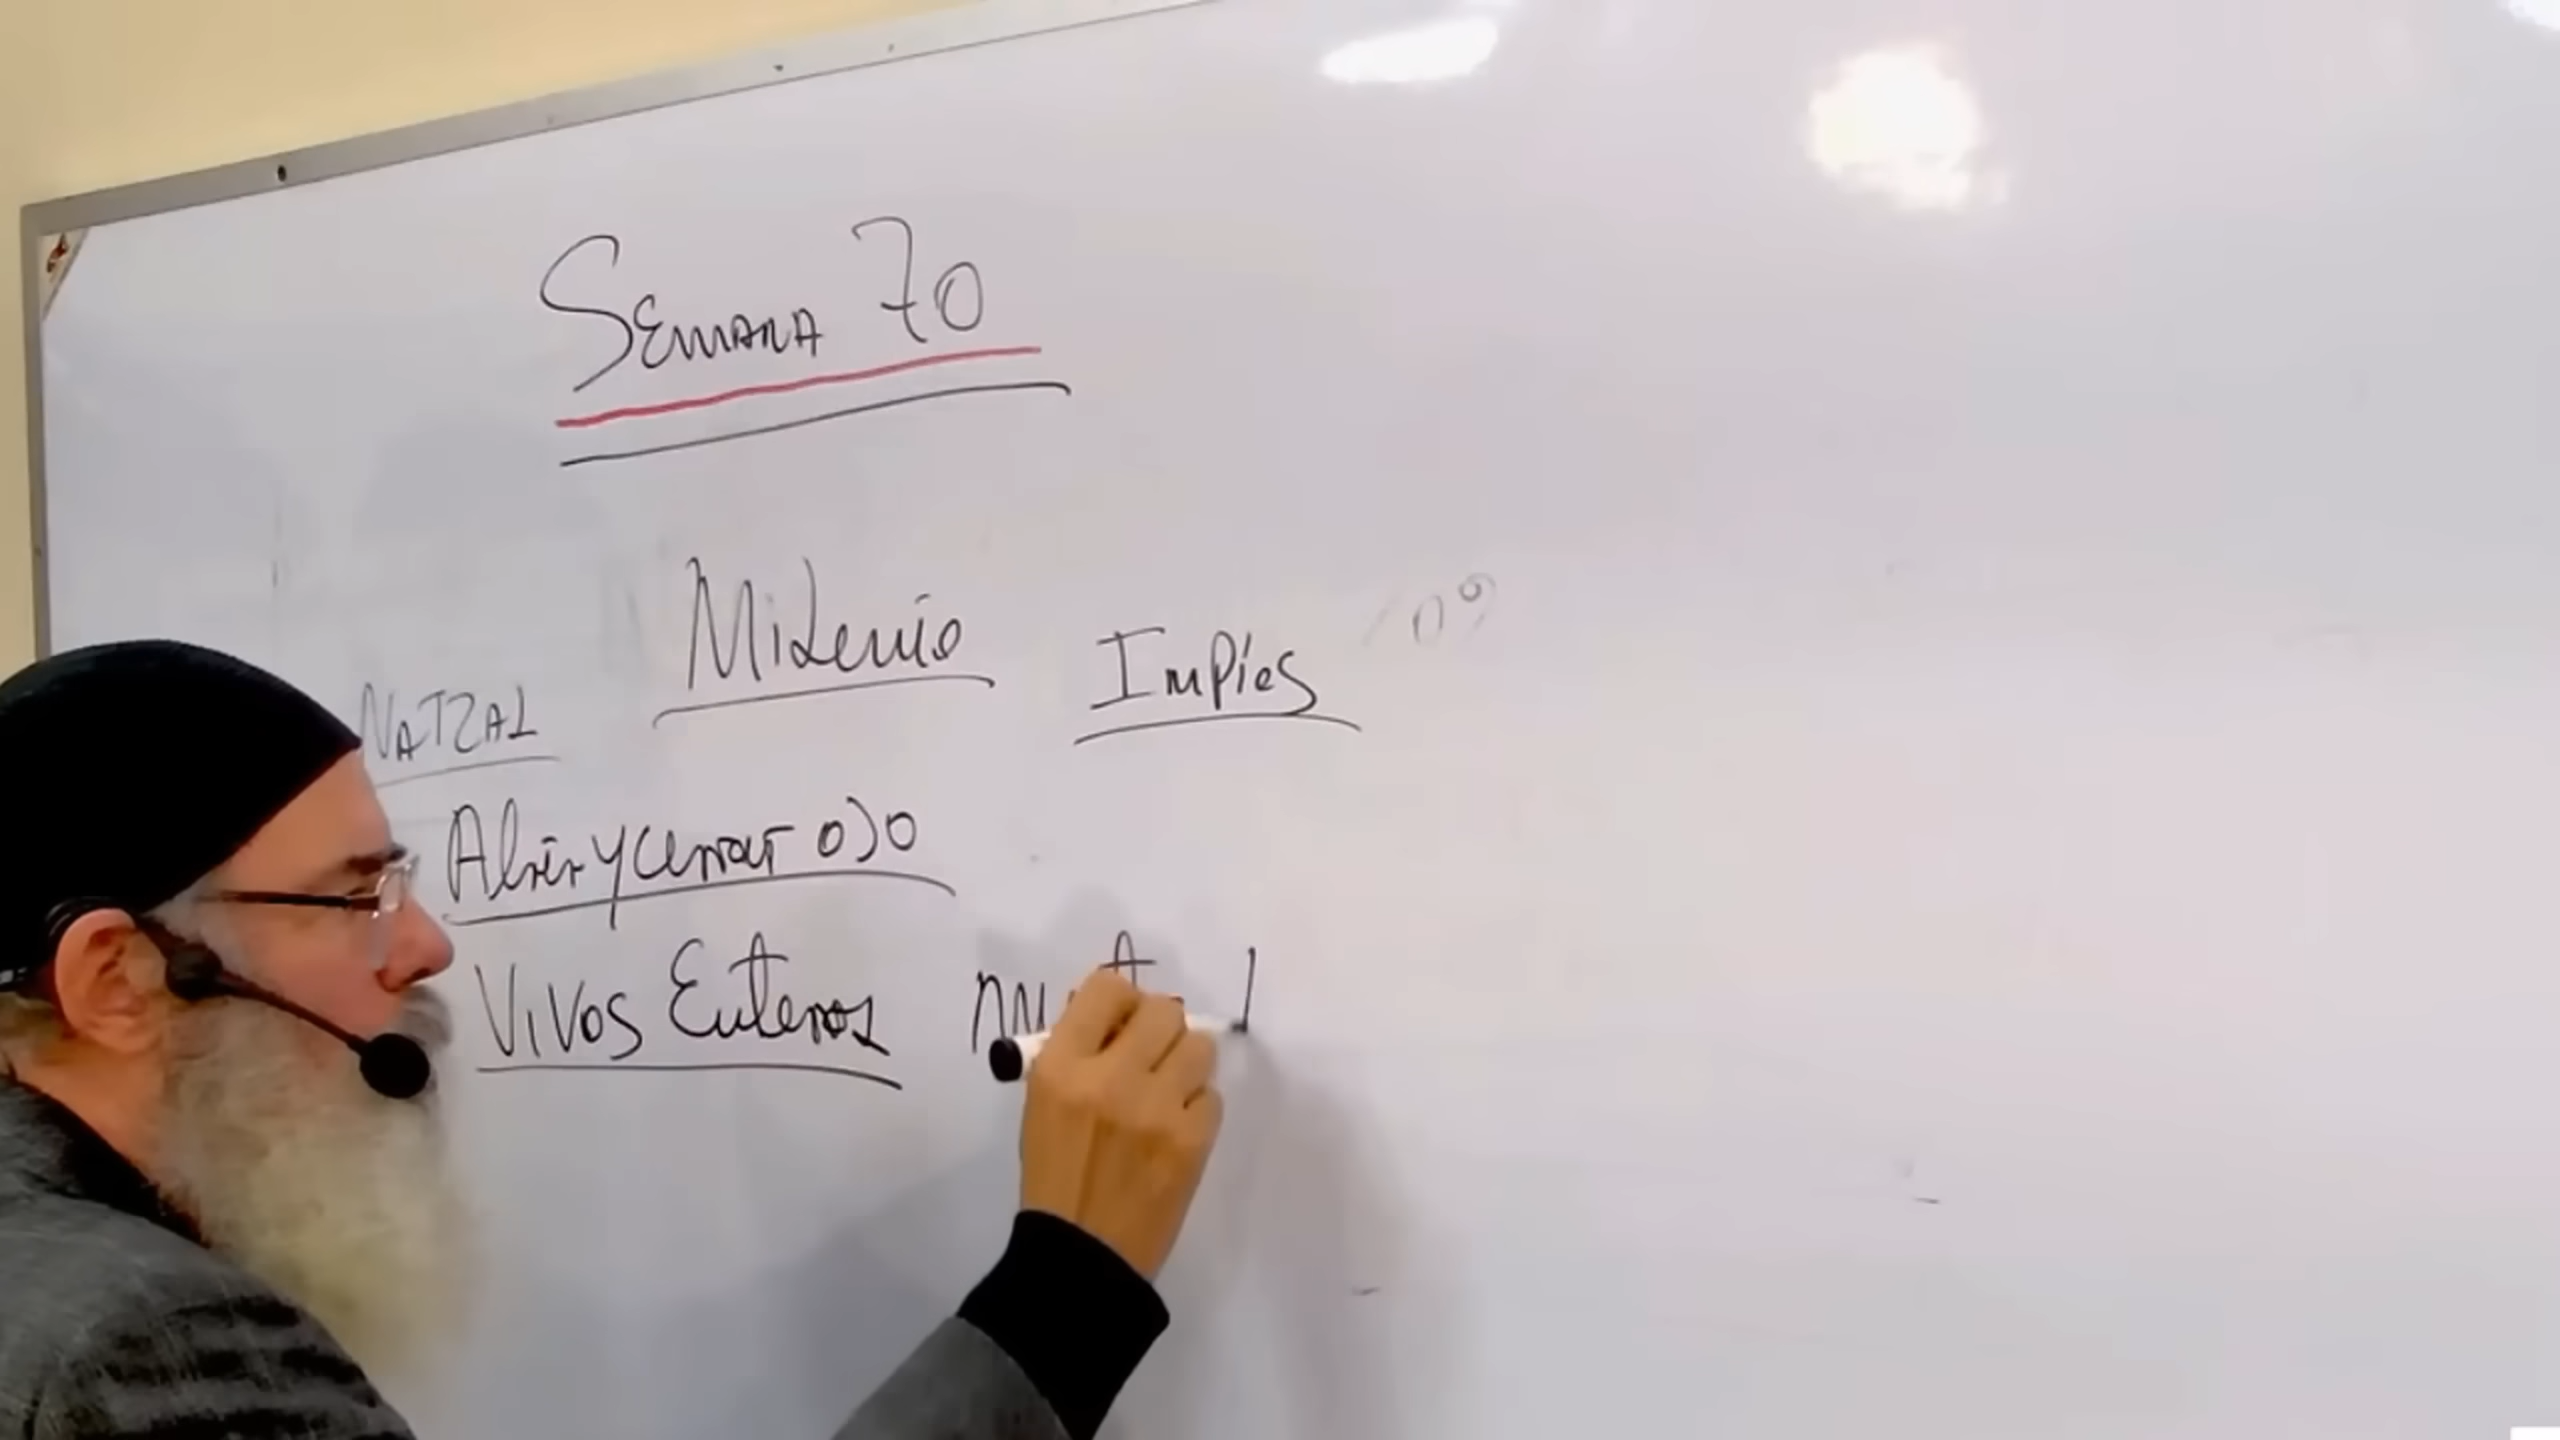 Semana 70
Milenio
Impíos
NATZAL
Abrir y cerrar ojo
Vivos Enteros